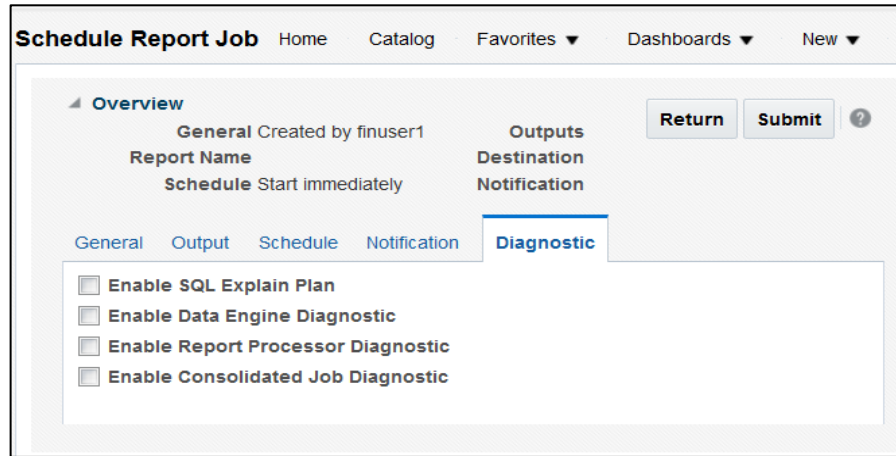 Schedule Report Job Home Catalog Favorites Dashboards New
Overview
Return Submit ?
General Created by finuser1 Outputs
Report Name Destination
Schedule Start immediately Notification
General Output Schedule Notification Diagnostic
Enable SQL Explain Plan
Enable Data Engine Diagnostic
Enable Report Processor Diagnostic
Enable Consolidated Job Diagnostic